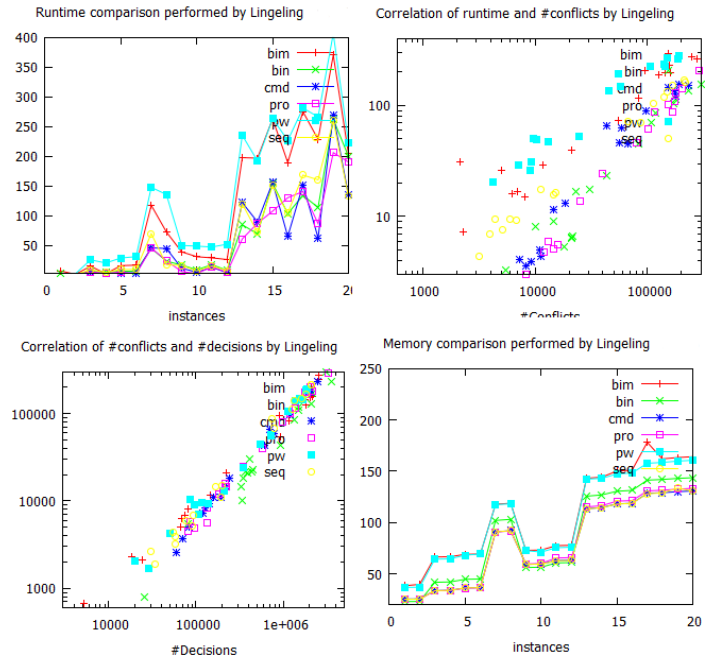 Runtime comparison performed by Lingeling
400
350
300
250
200
150
100
50
0
5
10
15
20
instances
bim
bin
cmd
pro
pw
seq
Correlation of runtime and #conflicts by Lingeling
100
10
1000
10000
100000
#Conflicts
bim
bin
cmd
pro
pw
seq
Correlation of #conflicts and #decisions by Lingeling
100000
10000
1000
10000
100000
1e+006
#Decisions
bim
bin
cmd
pro
pw
seq
Memory comparison performed by Lingeling
250
200
150
100
50
0
5
10
15
20
instances
bim
bin
cmd
pro
pw
seq